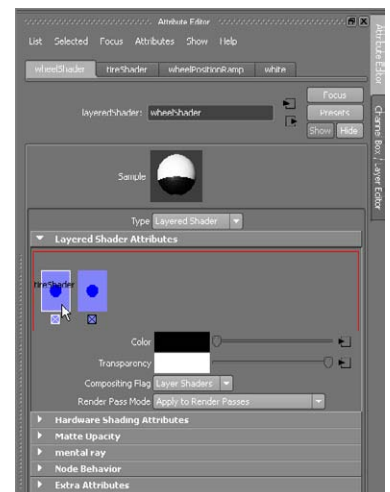 Attribute Editor
List Selected Focus Attributes Show Help
wheelShader tireShader wheelPositionRamp white
Focus
layeredShader: wheelShader
Presets
Show Hide
Sample
Type Layered Shader
Layered Shader Attributes
tireShader
Color
Transparency
Compositing Flag Layer Shaders
Render Pass Mode Apply to Render Passes
Hardware Shading Attributes
Matte Opacity
mental ray
Node Behavior
Extra Attributes
Attribute Editor
Channel Box / Layer Editor